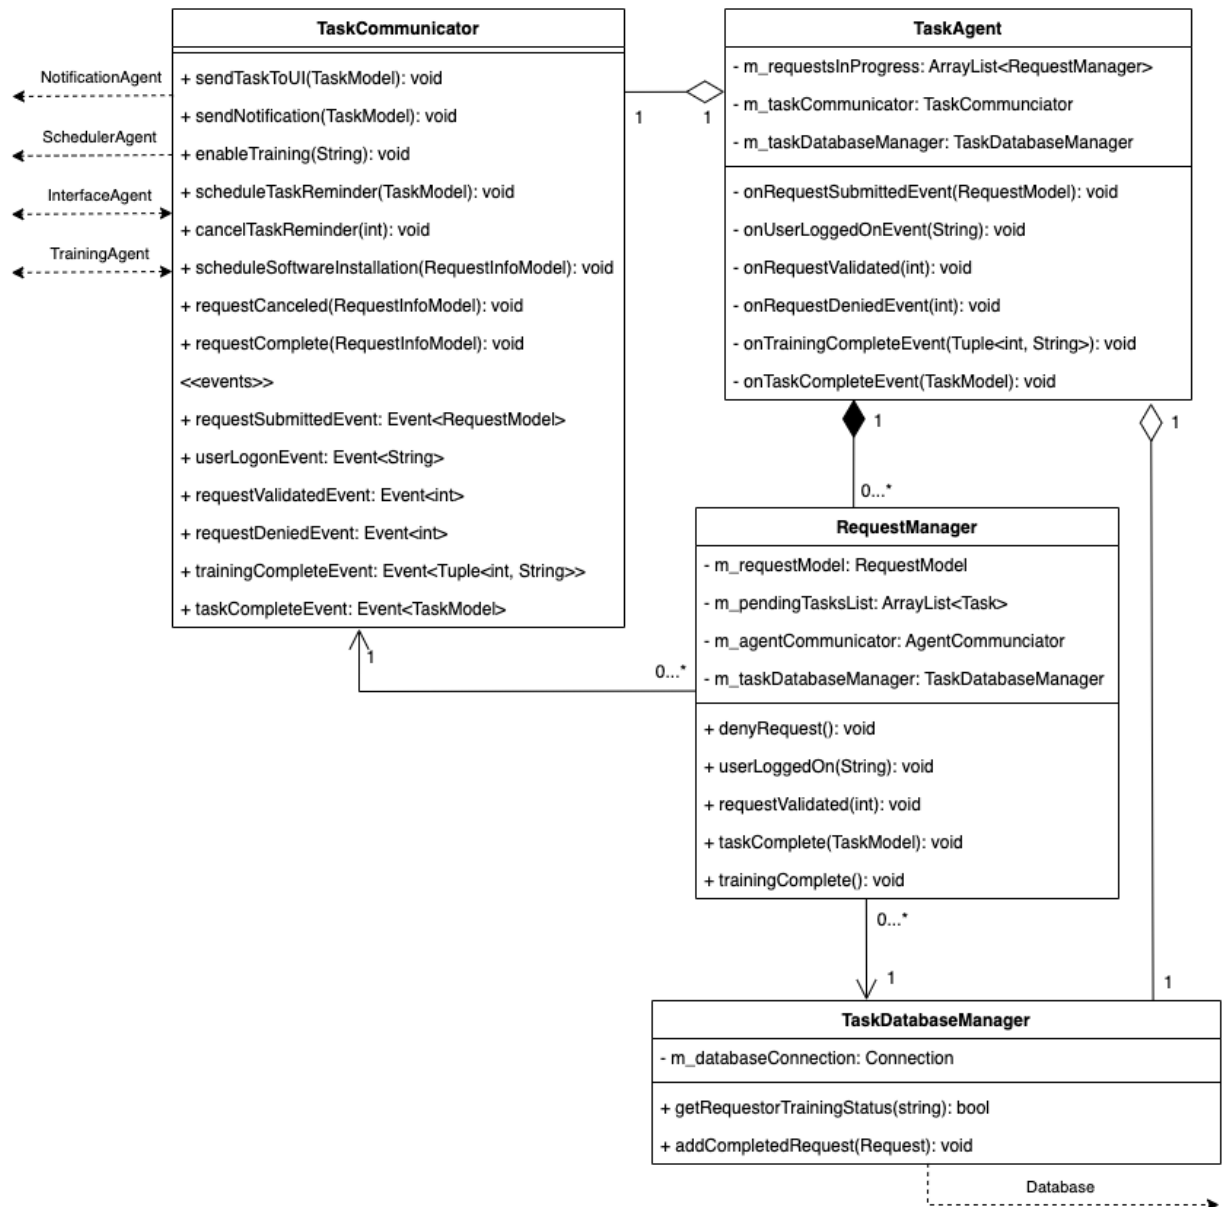 TaskCommunicator
+ sendTaskToUI(TaskModel): void
+ sendNotification(TaskModel): void
+ enableTraining(String): void
+ scheduleTaskReminder(TaskModel): void
+ cancelTaskReminder(int): void
+ scheduleSoftwareInstallation(RequestInfoModel): void
+ requestCanceled(RequestInfoModel): void
+ requestComplete(RequestInfoModel): void
<<events>>
+ requestSubmittedEvent: Event<RequestModel>
+ userLogonEvent: Event<String>
+ requestValidatedEvent: Event<int>
+ requestDeniedEvent: Event<int>
+ trainingCompleteEvent: Event<Tuple<int, String>>
+ taskCompleteEvent: Event<TaskModel>
NotificationAgent
SchedulerAgent
InterfaceAgent
TrainingAgent
1
1
TaskAgent
- m_requestsInProgress: ArrayList<RequestManager>
- m_taskCommunicator: TaskCommunciator
- m_taskDatabaseManager: TaskDatabaseManager
- onRequestSubmittedEvent(RequestModel): void
- onUserLoggedOnEvent(String): void
- onRequestValidated(int): void
- onRequestDeniedEvent(int): void
- onTrainingCompleteEvent(Tuple<int, String>): void
- onTaskCompleteEvent(TaskModel): void
1
1
0...*
RequestManager
- m_requestModel: RequestModel
- m_pendingTasksList: ArrayList<Task>
- m_agentCommunicator: AgentCommunciator
- m_taskDatabaseManager: TaskDatabaseManager
+ denyRequest(): void
+ userLoggedOn(String): void
+ requestValidated(int): void
+ taskComplete(TaskModel): void
+ trainingComplete(): void
1
0...*
0...*
1
1
TaskDatabaseManager
- m_databaseConnection: Connection
+ getRequestorTrainingStatus(string): bool
+ addCompletedRequest(Request): void
Database